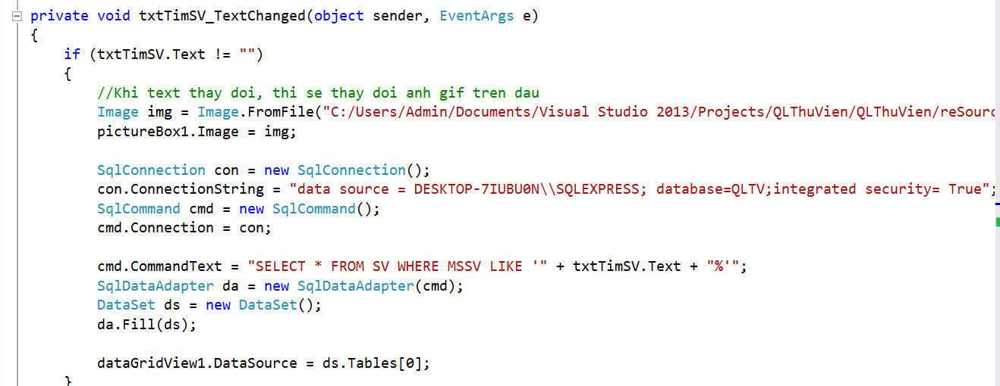 private void txtTimSV_TextChanged(object sender, EventArgs e)
{
if (txtTimSV.Text != "")
{
//Khi text thay doi, thi se thay doi anh gif tren dau
Image img = Image.FromFile("C:/Users/Admin/Documents/Visual Studio 2013/Projects/QLThuVien/QLThuVien/reSourc
pictureBox1.Image = img;
SqlConnection con = new SqlConnection();
con.ConnectionString = "data source = DESKTOP-7IUBU0N\\SQLEXPRESS; database=QLTV;integrated security= True";
SqlCommand cmd = new SqlCommand();
cmd.Connection = con;
cmd.CommandText = "SELECT * FROM SV WHERE MSSV LIKE '" + txtTimSV.Text + "%'";
SqlDataAdapter da = new SqlDataAdapter(cmd);
DataSet ds = new DataSet();
da.Fill(ds);
dataGridView1.DataSource = ds.Tables[0];
}